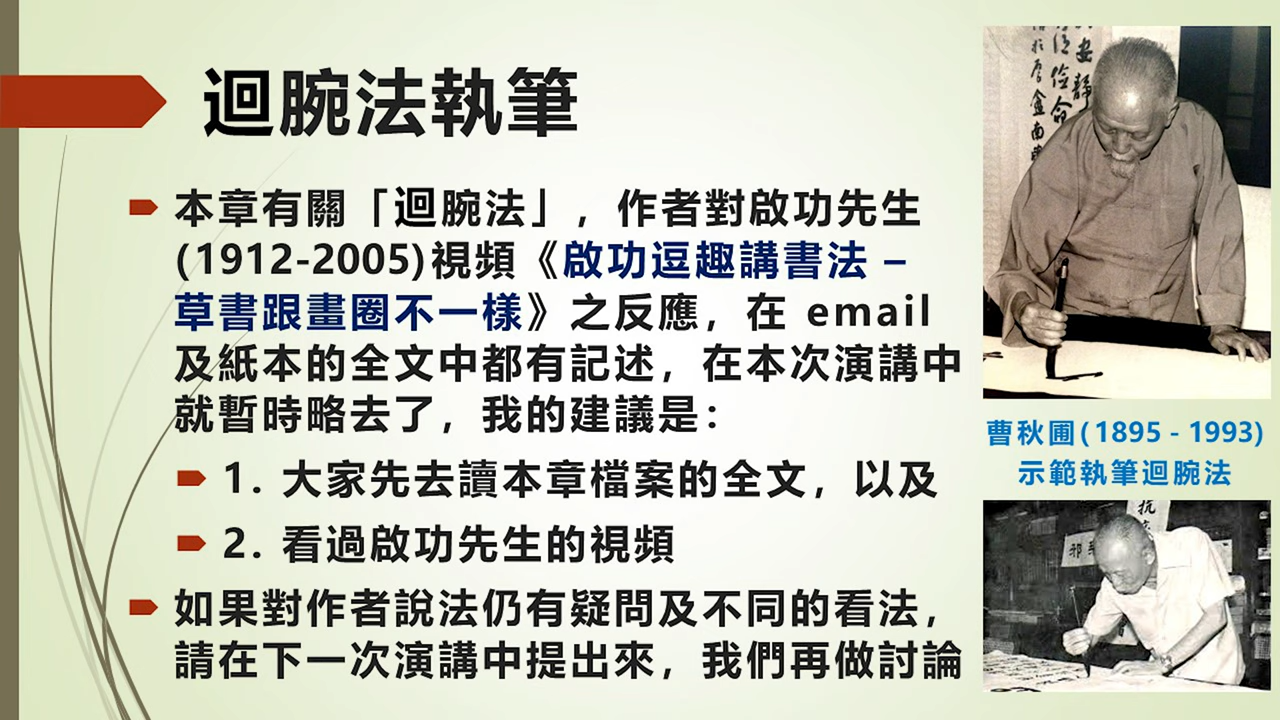 迴腕法執筆
本章有關「迴腕法」，作者對啟功先生
(1912-2005)視頻《啟功逗趣講書法 –
草書跟畫圈不一樣》之反應，在 email
及紙本的全文中都有記述，在本次演講中
就暫時略去了，我的建議是：
1. 大家先去讀本章檔案的全文，以及
2. 看過啟功先生的視頻
如果對作者說法仍有疑問及不同的看法，
請在下一次演講中提出來，我們再做討論
曹秋圃(1895 - 1993)
示範執筆迴腕法